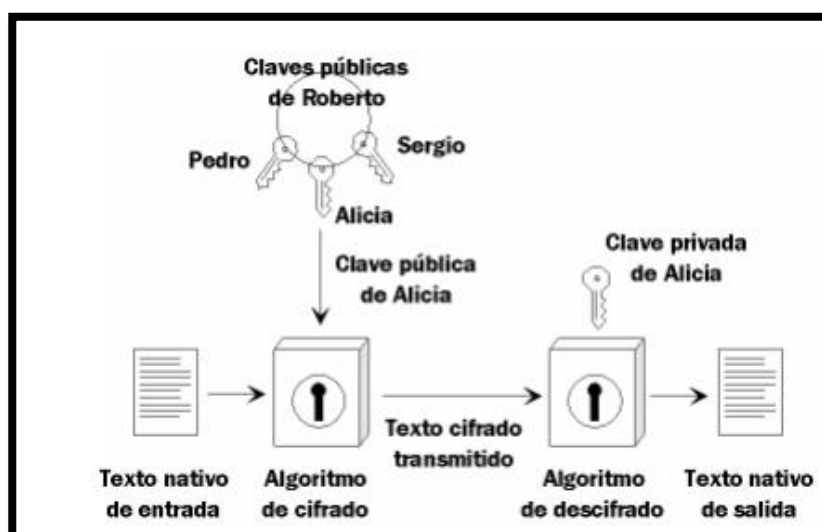 Claves públicas
de Roberto
Pedro
Sergio
Alicia
Clave pública
de Alicia
Clave privada
de Alicia
Texto cifrado
transmitido
Texto nativo
de entrada
Algoritmo
de cifrado
Algoritmo
de descifrado
Texto nativo
de salida